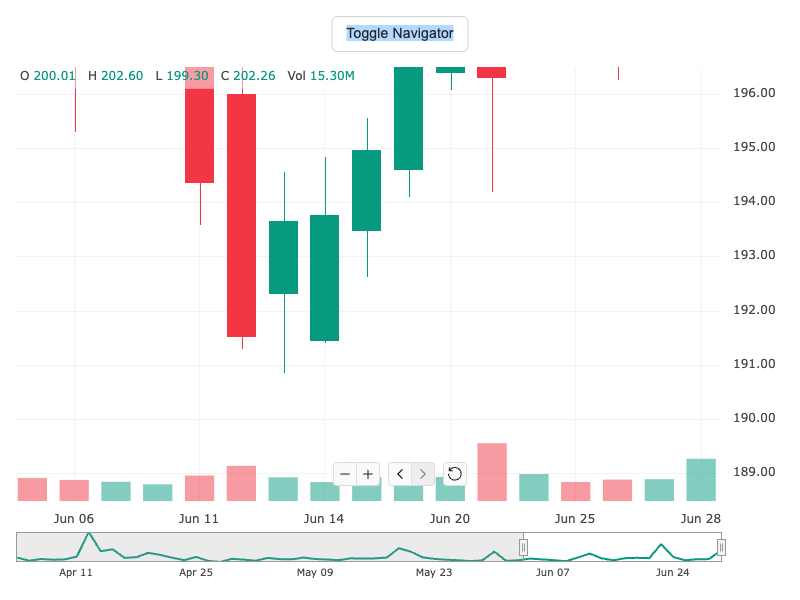 Toggle Navigator
O 200.01 H 202.60 L 199.30 C 202.26 Vol 15.30M
196.00
195.00
194.00
193.00
192.00
191.00
190.00
189.00
Jun 06 Jun 11 Jun 14 Jun 20 Jun 25 Jun 28
Apr 11 Apr 25 May 09 May 23 Jun 07 Jun 24